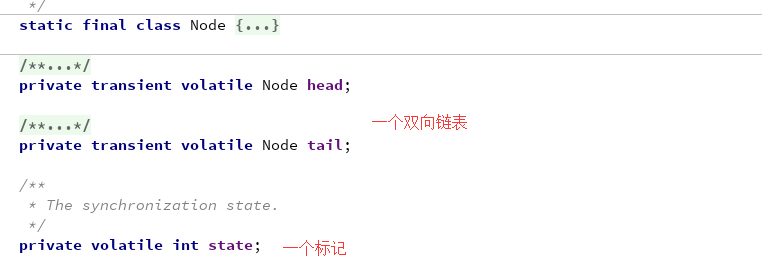 */
static final class Node {...}
/**...*/
private transient volatile Node head;
一个双向链表
/**...*/
private transient volatile Node tail;
/**
* The synchronization state.
*/
private volatile int state; 一个标记